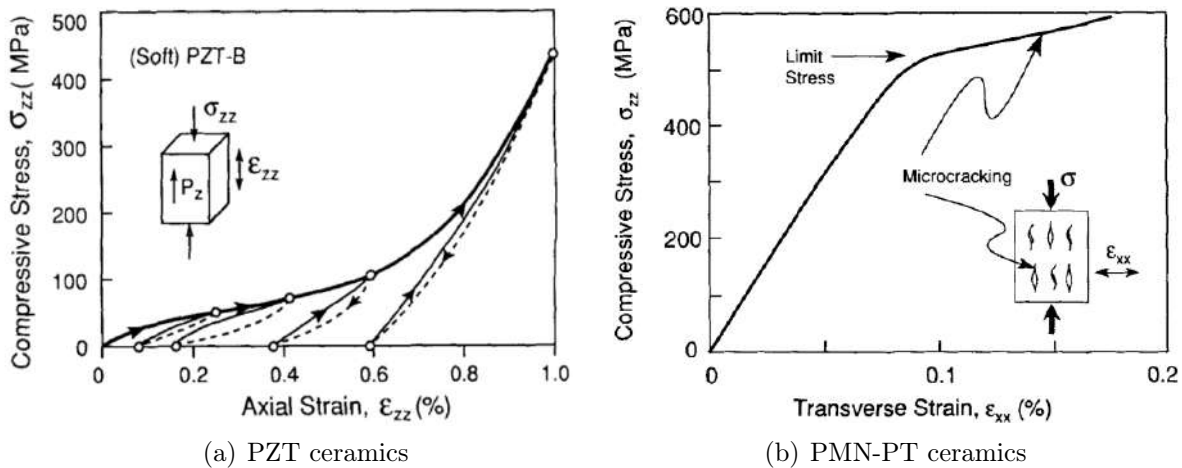 500
400
300
200
100
0
Compressive Stress, σzz( MPa)
(Soft) PZT-B
σzz
εzz
Pz
0 0.2 0.4 0.6 0.8 1.0
Axial Strain, εzz (%)
(a) PZT ceramics
600
400
200
0
Compressive Stress, σzz (MPa)
Limit
Stress
Microcracking
σ
εxx
0 0.1 0.2
Transverse Strain, εxx (%)
(b) PMN-PT ceramics